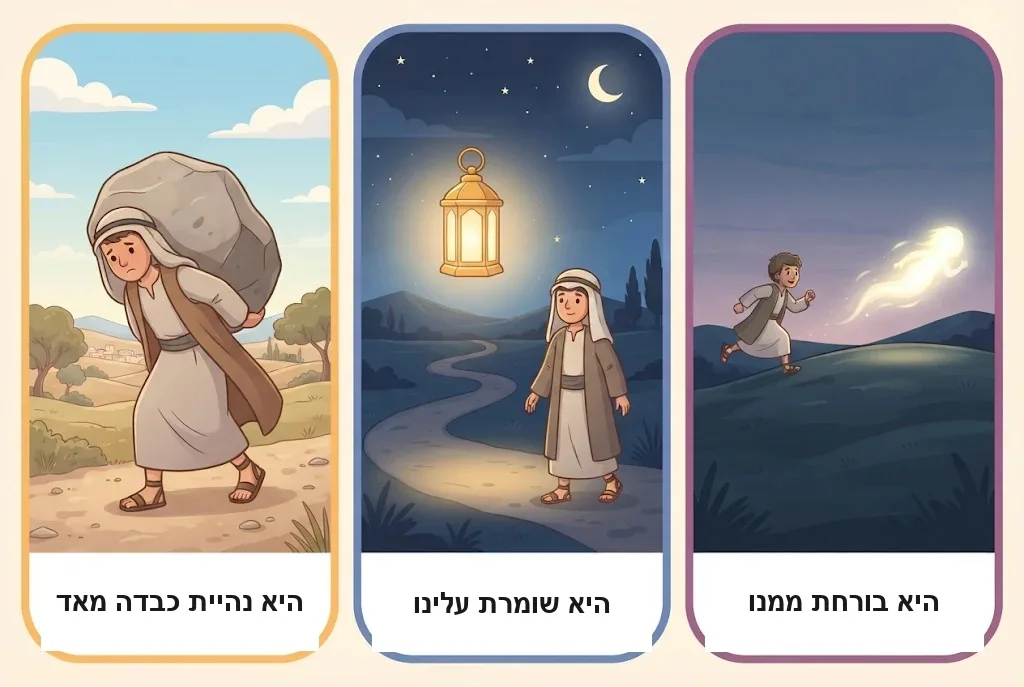 היא בורחת ממנו
היא שומרת עלינו
היא נהיית כבדה מאד